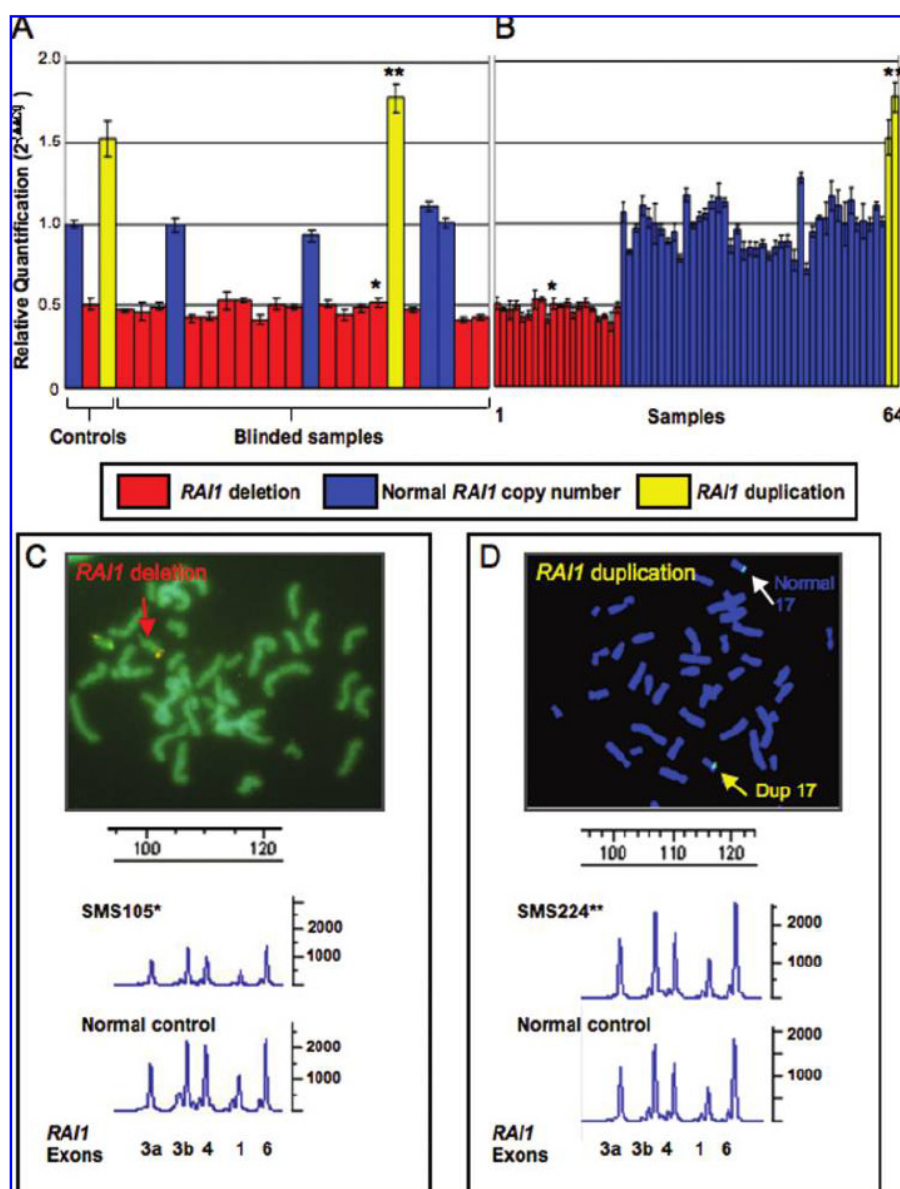 A
B
Relative Quantification (2
2.0
1.5
1.0
0.5
0
**
*
*
**
Controls
Blinded samples
1
Samples
64
RAI1 deletion
Normal RAI1 copy number
RAI1 duplication
C
RAI1 deletion
100
120
SMS105*
2000
1000
Normal control
2000
1000
RAI1
Exons
3a 3b 4 1 6
D
RAI1 duplication
Normal
17
Dup 17
100 110 120
SMS224**
2000
1000
Normal control
2000
1000
RAI1
Exons
3a 3b 4 1 6